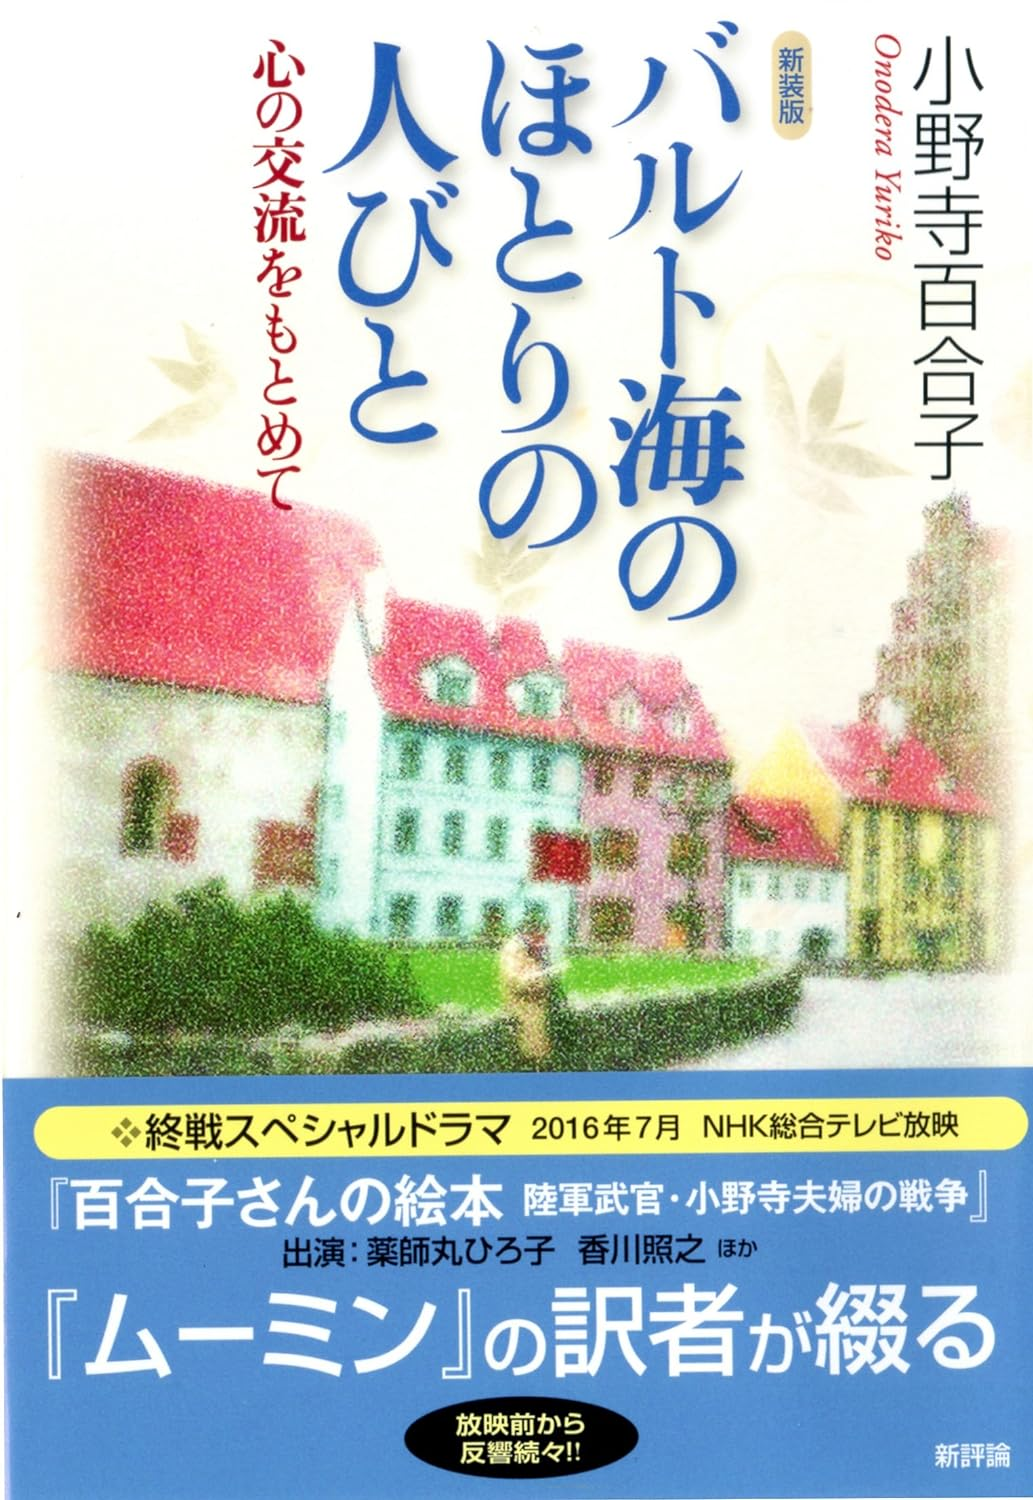 小野寺百合子
Onodera Yuriko
新装版
バルト海の
ほとりの
人びと
心の交流をもとめて
❖終戦スペシャルドラマ 2016年7月 NHK総合テレビ放映
『百合子さんの絵本 陸軍武官・小野寺夫婦の戦争』
出演：薬師丸ひろ子 香川照之 ほか
『ムーミン』の訳者が綴る
放映前から
反響続々!!
新評論